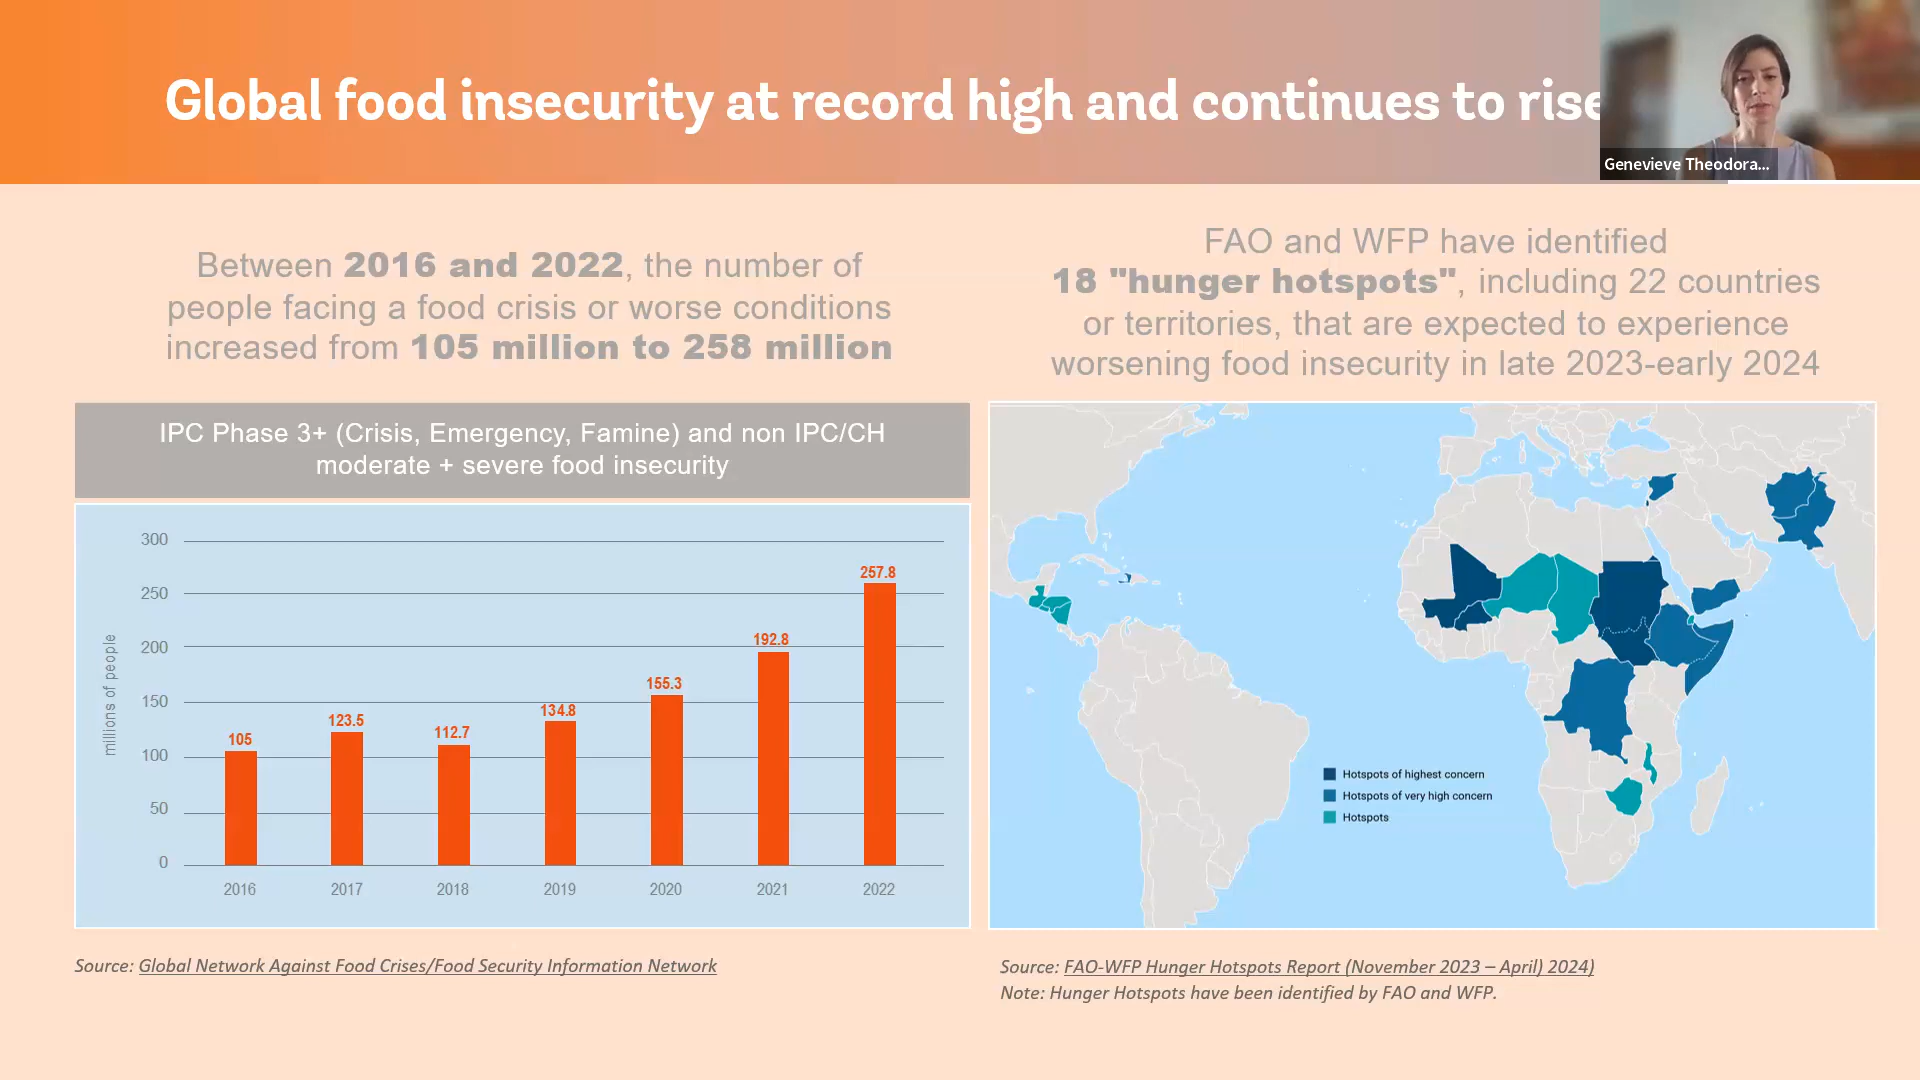 Global food insecurity at record high and continues to rise
Genevieve Theodora...
Between 2016 and 2022, the number of
people facing a food crisis or worse conditions
increased from 105 million to 258 million
FAO and WFP have identified
18 "hunger hotspots", including 22 countries
or territories, that are expected to experience
worsening food insecurity in late 2023-early 2024
IPC Phase 3+ (Crisis, Emergency, Famine) and non IPC/CH
moderate + severe food insecurity
millions of people
300
250
200
150
100
50
0
105
123.5
112.7
134.8
155.3
192.8
257.8
2016
2017
2018
2019
2020
2021
2022
Hotspots of highest concern
Hotspots of very high concern
Hotspots
Source: Global Network Against Food Crises/Food Security Information Network
Source: FAO-WFP Hunger Hotspots Report (November 2023 – April) 2024)
Note: Hunger Hotspots have been identified by FAO and WFP.